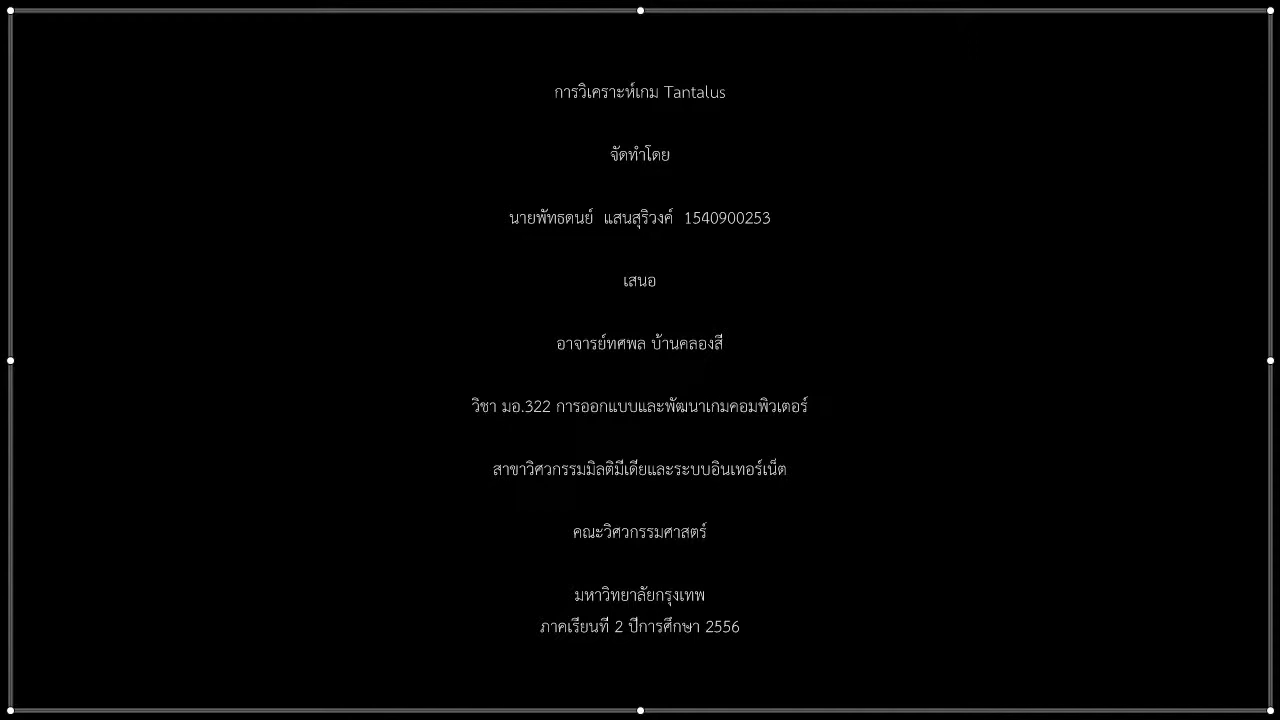 การวิเคราะห์เกม Tantalus
จัดทำโดย
นายพัทธดนย์ แสนสุริวงค์ 1540900253
เสนอ
อาจารย์ทศพล บ้านคลองสี่
วิชา มอ.322 การออกแบบและพัฒนาเกมคอมพิวเตอร์
สาขาวิศวกรรมมิลติมีเดียและระบบอินเทอร์เน็ต
คณะวิศวกรรมศาสตร์
มหาวิทยาลัยกรุงเทพ
ภาคเรียนที่ 2 ปีการศึกษา 2556